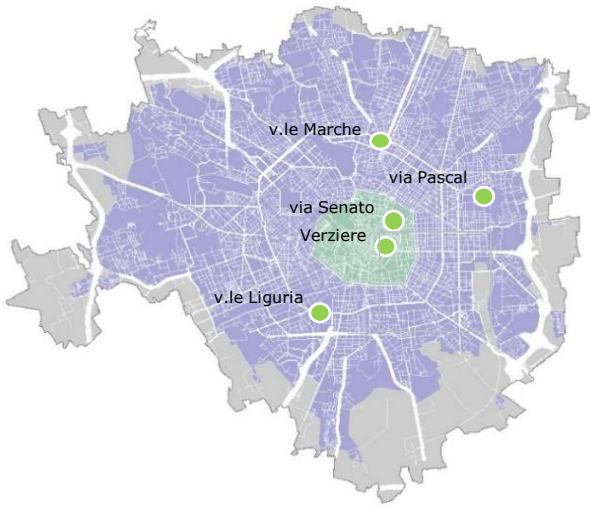 v.le Marche
via Pascal
via Senato
Verziere
v.le Liguria